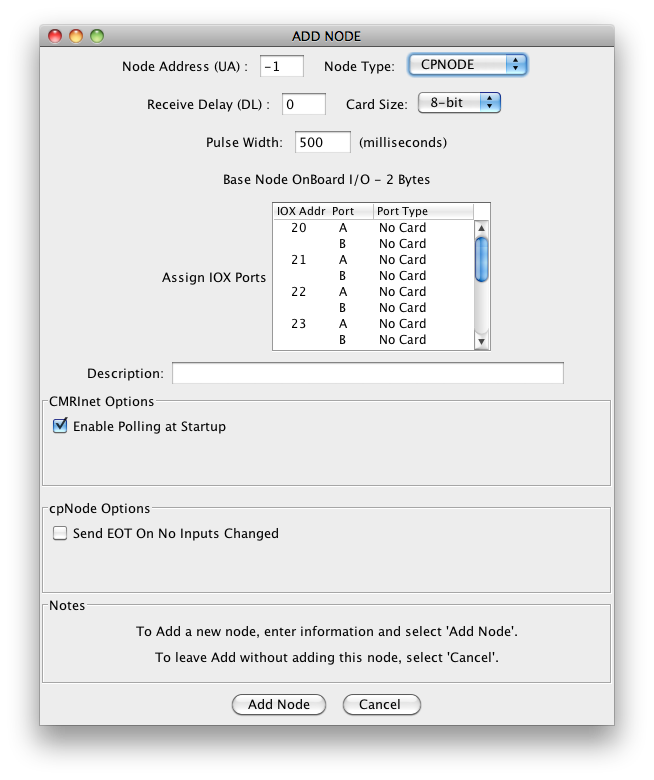 ADD NODE
Node Address (UA) : -1 Node Type: CPNODE
Receive Delay (DL) : 0 Card Size: 8-bit
Pulse Width: 500 (milliseconds)
Base Node OnBoard I/O - 2 Bytes
IOX Addr Port Port Type
20 A No Card
B No Card
21 A No Card
B No Card
Assign IOX Ports
22 A No Card
B No Card
23 A No Card
B No Card
Description:
CMRInet Options
Enable Polling at Startup
cpNode Options
Send EOT On No Inputs Changed
Notes
To Add a new node, enter information and select 'Add Node'.
To leave Add without adding this node, select 'Cancel'.
Add Node Cancel